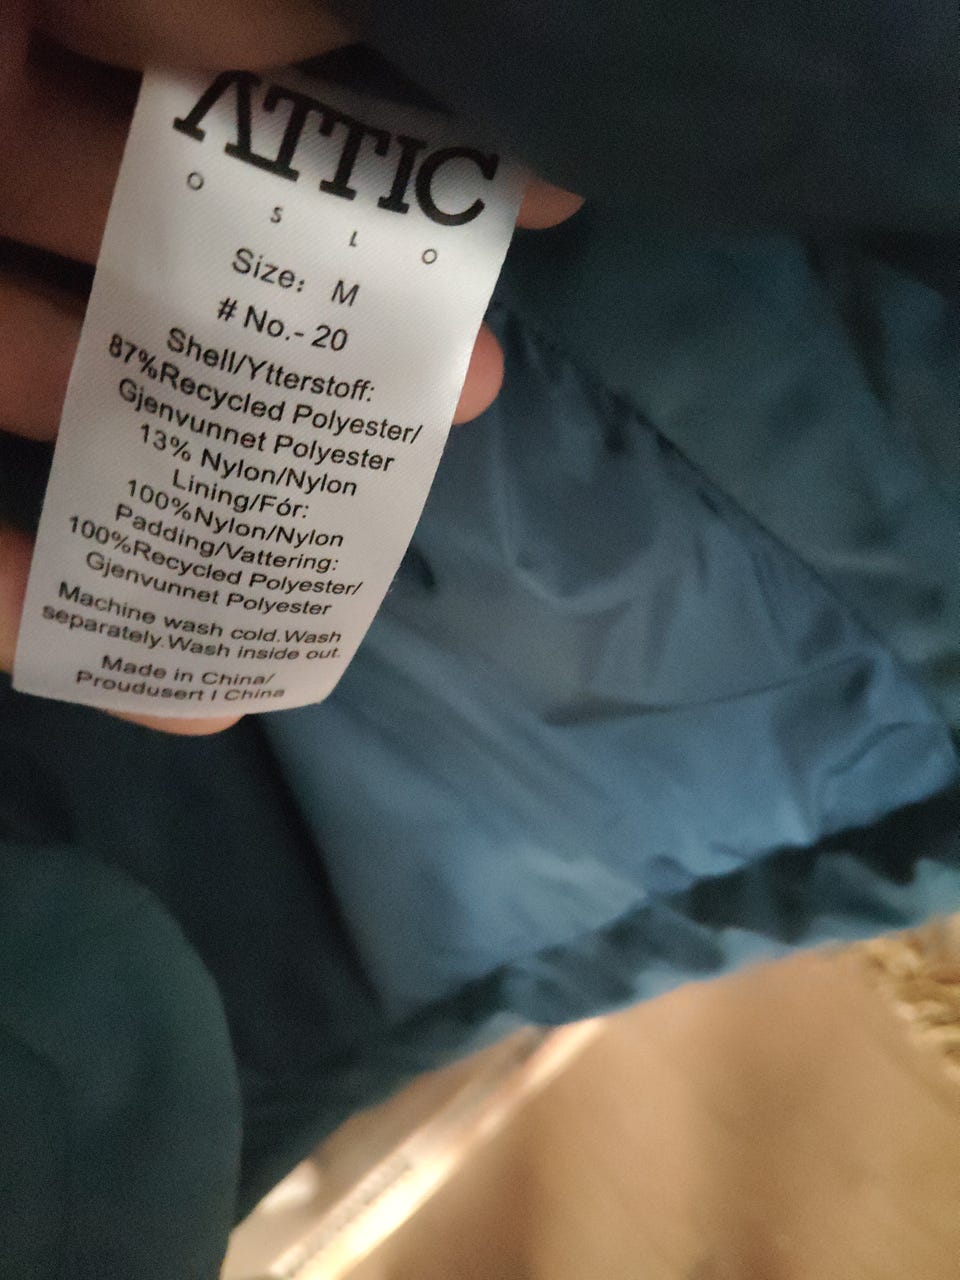 ATTIC
O S L O
Size: M
# No.- 20
Shell/Ytterstoff:
87%Recycled Polyester/
Gjenvunnet Polyester
13% Nylon/Nylon
Lining/Fór:
100%Nylon/Nylon
Padding/Vattering:
100%Recycled Polyester/
Gjenvunnet Polyester
Machine wash cold.Wash
separately.Wash inside out.
Made in China/
Proudusert I China